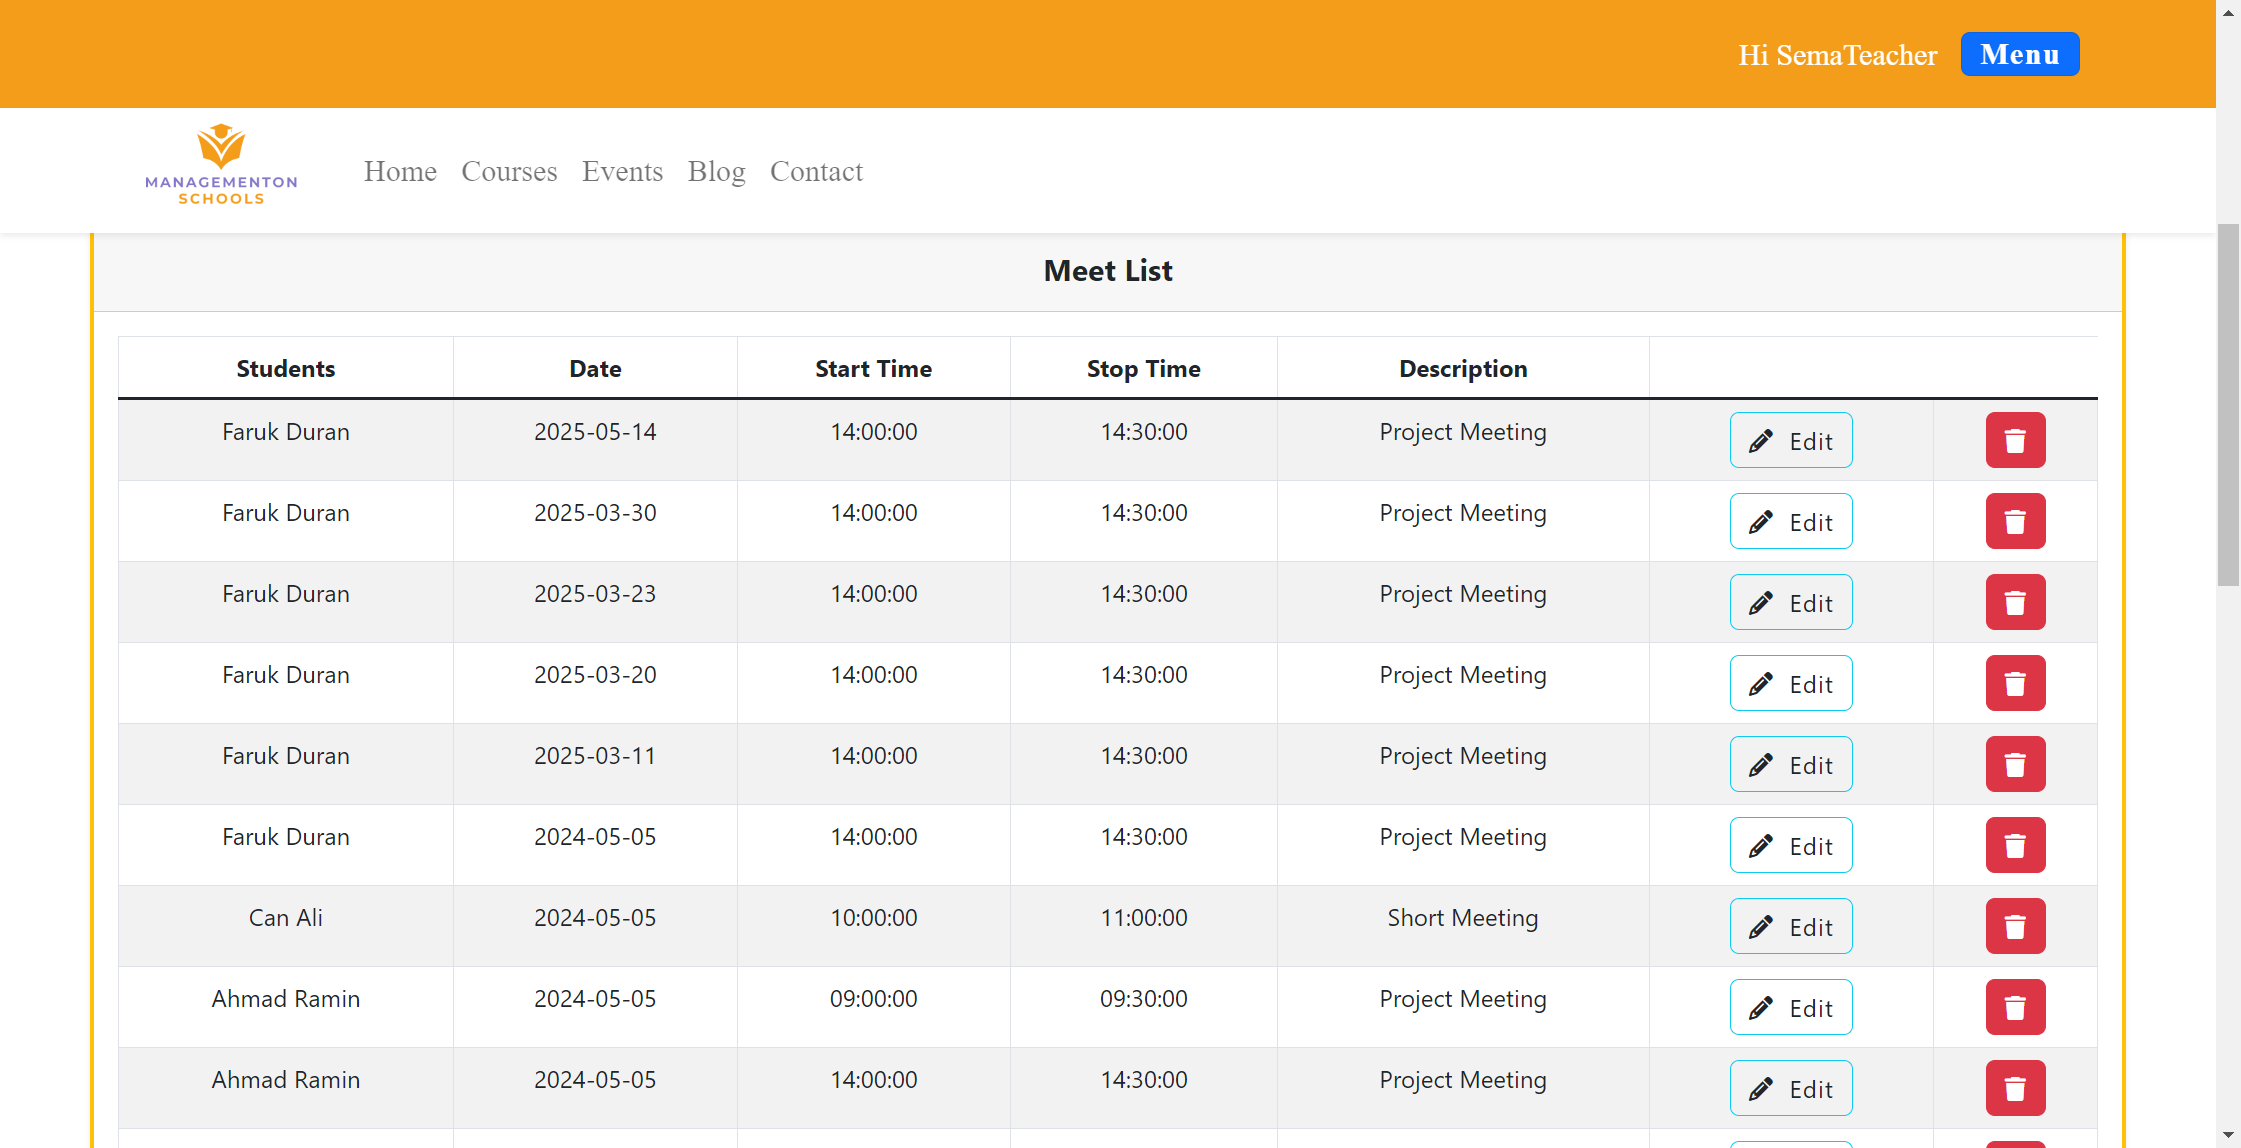 Hi SemaTeacher Menu
MANAGEMENTON
SCHOOLS
Home Courses Events Blog Contact
Meet List
Students Date Start Time Stop Time Description
Faruk Duran 2025-05-14 14:00:00 14:30:00 Project Meeting Edit
Faruk Duran 2025-03-30 14:00:00 14:30:00 Project Meeting Edit
Faruk Duran 2025-03-23 14:00:00 14:30:00 Project Meeting Edit
Faruk Duran 2025-03-20 14:00:00 14:30:00 Project Meeting Edit
Faruk Duran 2025-03-11 14:00:00 14:30:00 Project Meeting Edit
Faruk Duran 2024-05-05 14:00:00 14:30:00 Project Meeting Edit
Can Ali 2024-05-05 10:00:00 11:00:00 Short Meeting Edit
Ahmad Ramin 2024-05-05 09:00:00 09:30:00 Project Meeting Edit
Ahmad Ramin 2024-05-05 14:00:00 14:30:00 Project Meeting Edit